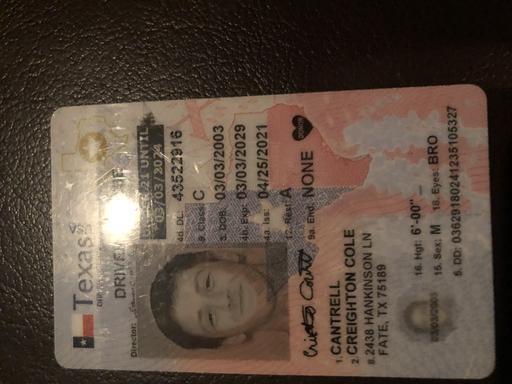 Texas
DRIVER
UNDER 21 UNTIL
03/03/2024
4d. DL: 43522916
9. Class: C
3. DOB: 03/03/2003
4b. Exp: 03/03/2029
4a. Iss: 04/25/2021
12. Rest: A
9a. End: NONE
DONOR
1. CANTRELL
2. CREIGHTON COLE
8. 2438 HANKINSON LN
FATE, TX 75189
16. Hgt: 6'-00"
15. Sex: M 18. Eyes: BRO
5. DD: 03629180241235105327
03/03/2003
Director: